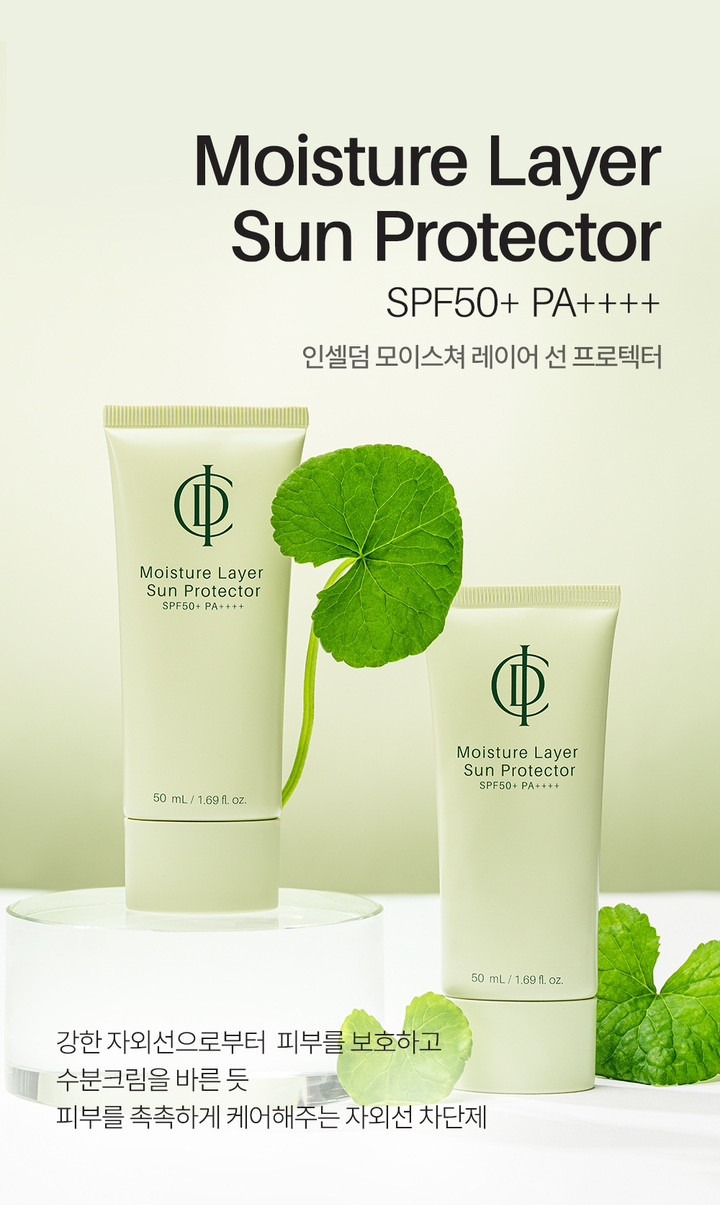 Moisture Layer
Sun Protector
SPF50+ PA++++
인셀덤 모이스쳐 레이어 선 프로텍터
Moisture Layer
Sun Protector
SPF50+ PA++++
50 mL / 1.69 fl. oz.
Moisture Layer
Sun Protector
SPF50+ PA++++
50 mL / 1.69 fl. oz.
강한 자외선으로부터 피부를 보호하고
수분크림을 바른 듯
피부를 촉촉하게 케어해주는 자외선 차단제